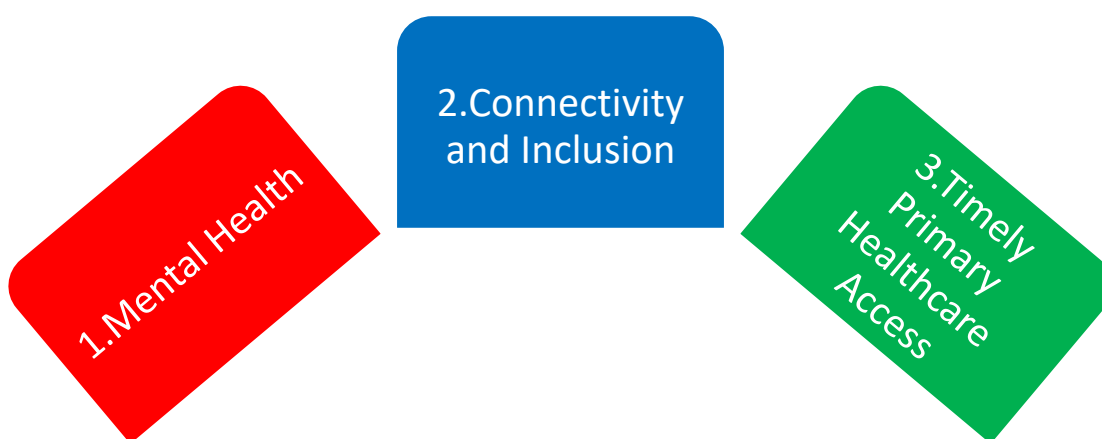 1.Mental Health
2.Connectivity
and Inclusion
3.Timely
Primary
Healthcare
Access